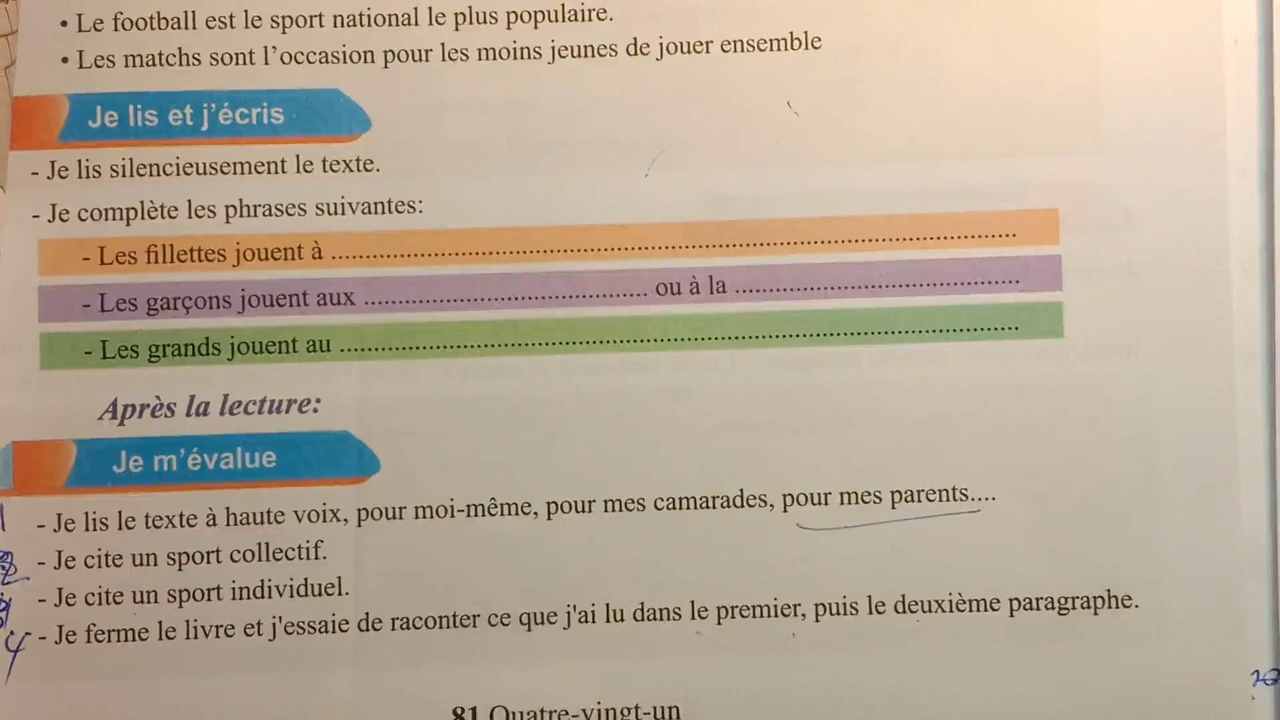 • Le football est le sport national le plus populaire.
• Les matchs sont l’occasion pour les moins jeunes de jouer ensemble
Je lis et j’écris
- Je lis silencieusement le texte.
- Je complète les phrases suivantes:
- Les fillettes jouent à ........................................................................................................
- Les garçons jouent aux ........................................... ou à la ...........................................
- Les grands jouent au ......................................................................................................
Après la lecture:
Je m’évalue
1 - Je lis le texte à haute voix, pour moi-même, pour mes camarades, pour mes parents....
- Je cite un sport collectif.
- Je cite un sport individuel.
4 - Je ferme le livre et j'essaie de raconter ce que j'ai lu dans le premier, puis le deuxième paragraphe.
81 Quatre-vingt-un